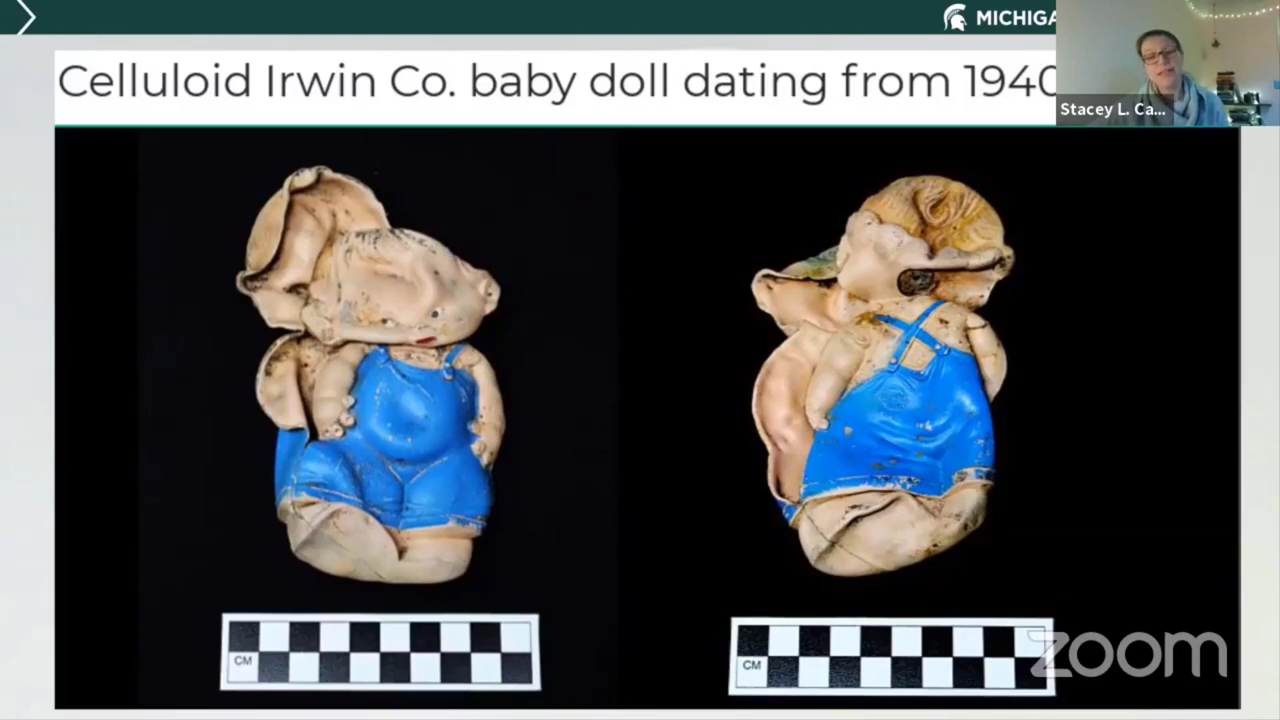 MICHIGA
Celluloid Irwin Co. baby doll dating from 1940
Stacey L. Ca...
CM
CM
zoom